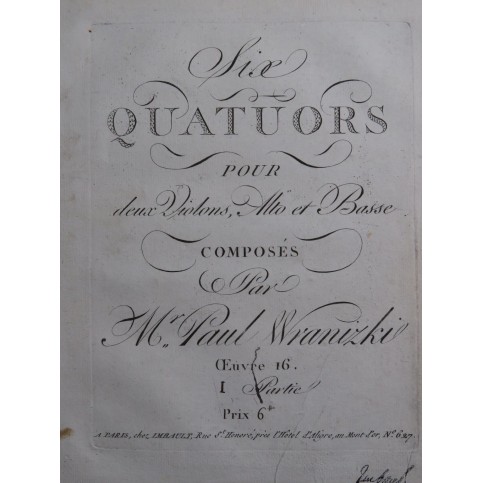 Six
QUATUORS
POUR
deux Violons, Alto et Basse
COMPOSÉS
Par
Mr. Paul Wranizki
Œuvre 16.
I Partie
Prix 6
A PARIS, chez IMBAULT, Rue St. Honoré, près l'Hôtel d'Aligre, au Mont d'or, No.